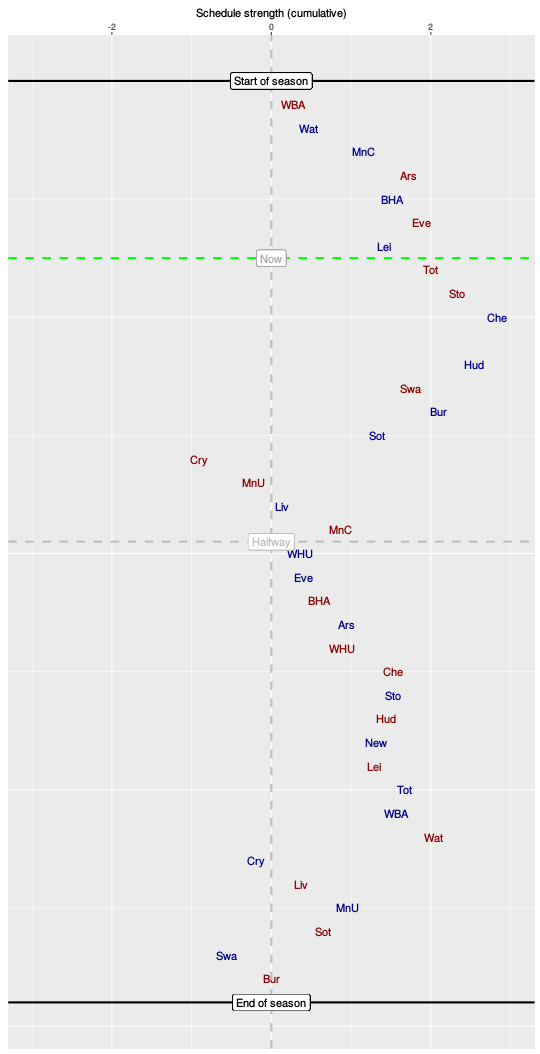 Schedule strength (cumulative)
-2 0 2
Start of season
WBA
Wat
MnC
Ars
BHA
Eve
Lei
Now
Tot
Sto
Che
Hud
Swa
Bur
Sot
Cry
MnU
Liv
MnC
Halfway
WHU
Eve
BHA
Ars
WHU
Che
Sto
Hud
New
Lei
Tot
WBA
Wat
Cry
Liv
MnU
Sot
Swa
Bur
End of season